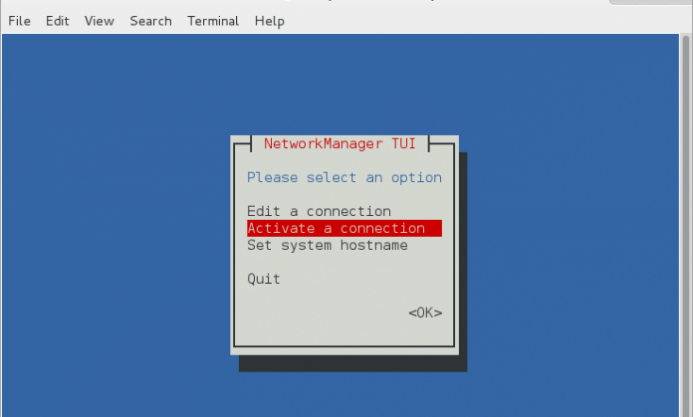 File Edit View Search Terminal Help
NetworkManager TUI
Please select an option
Edit a connection
Activate a connection
Set system hostname
Quit
<OK>